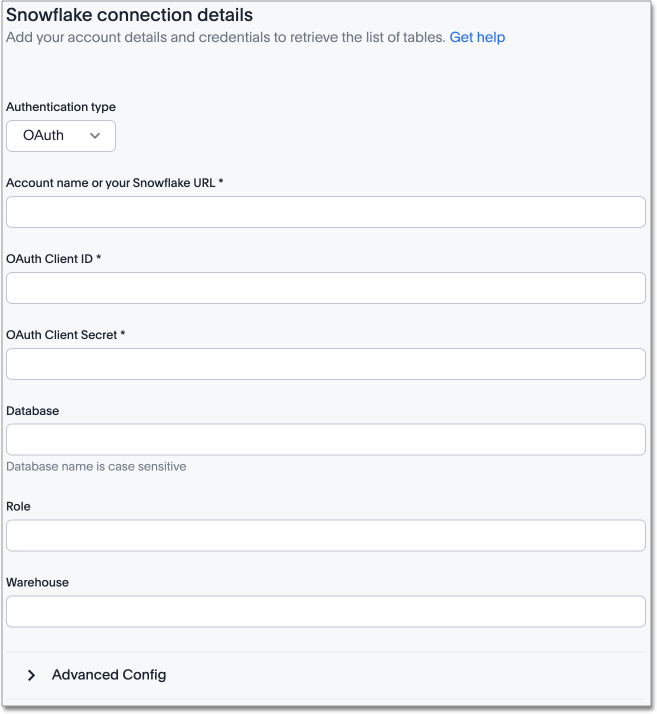 Snowflake connection details
Add your account details and credentials to retrieve the list of tables. Get help
Authentication type
OAuth
Account name or your Snowflake URL *
OAuth Client ID *
OAuth Client Secret *
Database
Database name is case sensitive
Role
Warehouse
Advanced Config